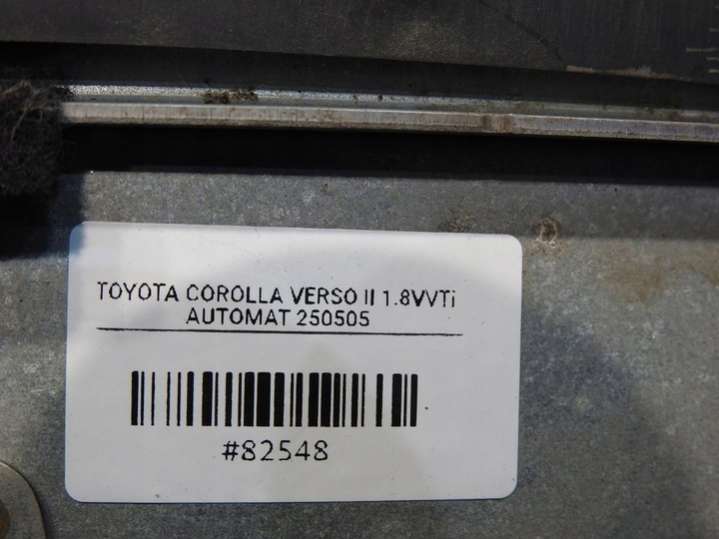 TOYOTA COROLLA VERSO II 1.8VVTi
AUTOMAT 250505
#82548